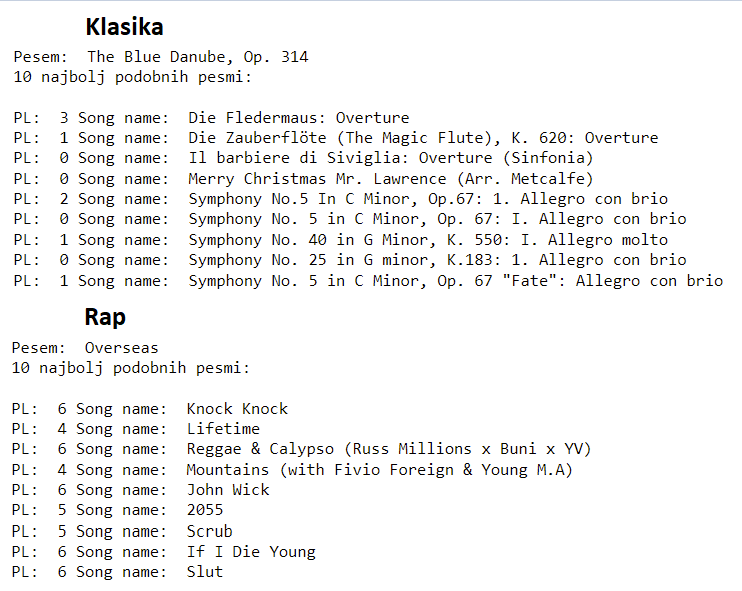 Klasika
Pesem:  The Blue Danube, Op. 314
10 najbolj podobnih pesmi:
PL:  3 Song name:  Die Fledermaus: Overture
PL:  1 Song name:  Die Zauberflöte (The Magic Flute), K. 620: Overture
PL:  0 Song name:  Il barbiere di Siviglia: Overture (Sinfonia)
PL:  0 Song name:  Merry Christmas Mr. Lawrence (Arr. Metcalfe)
PL:  2 Song name:  Symphony No.5 In C Minor, Op.67: 1. Allegro con brio
PL:  0 Song name:  Symphony No. 5 in C Minor, Op. 67: I. Allegro con brio
PL:  1 Song name:  Symphony No. 40 in G Minor, K. 550: I. Allegro molto
PL:  0 Song name:  Symphony No. 25 in G minor, K.183: 1. Allegro con brio
PL:  1 Song name:  Symphony No. 5 in C Minor, Op. 67 "Fate": Allegro con brio
Rap
Pesem:  Overseas
10 najbolj podobnih pesmi:
PL:  6 Song name:  Knock Knock
PL:  4 Song name:  Lifetime
PL:  6 Song name:  Reggae & Calypso (Russ Millions x Buni x YV)
PL:  4 Song name:  Mountains (with Fivio Foreign & Young M.A)
PL:  6 Song name:  John Wick
PL:  5 Song name:  2055
PL:  5 Song name:  Scrub
PL:  6 Song name:  If I Die Young
PL:  6 Song name:  Slut